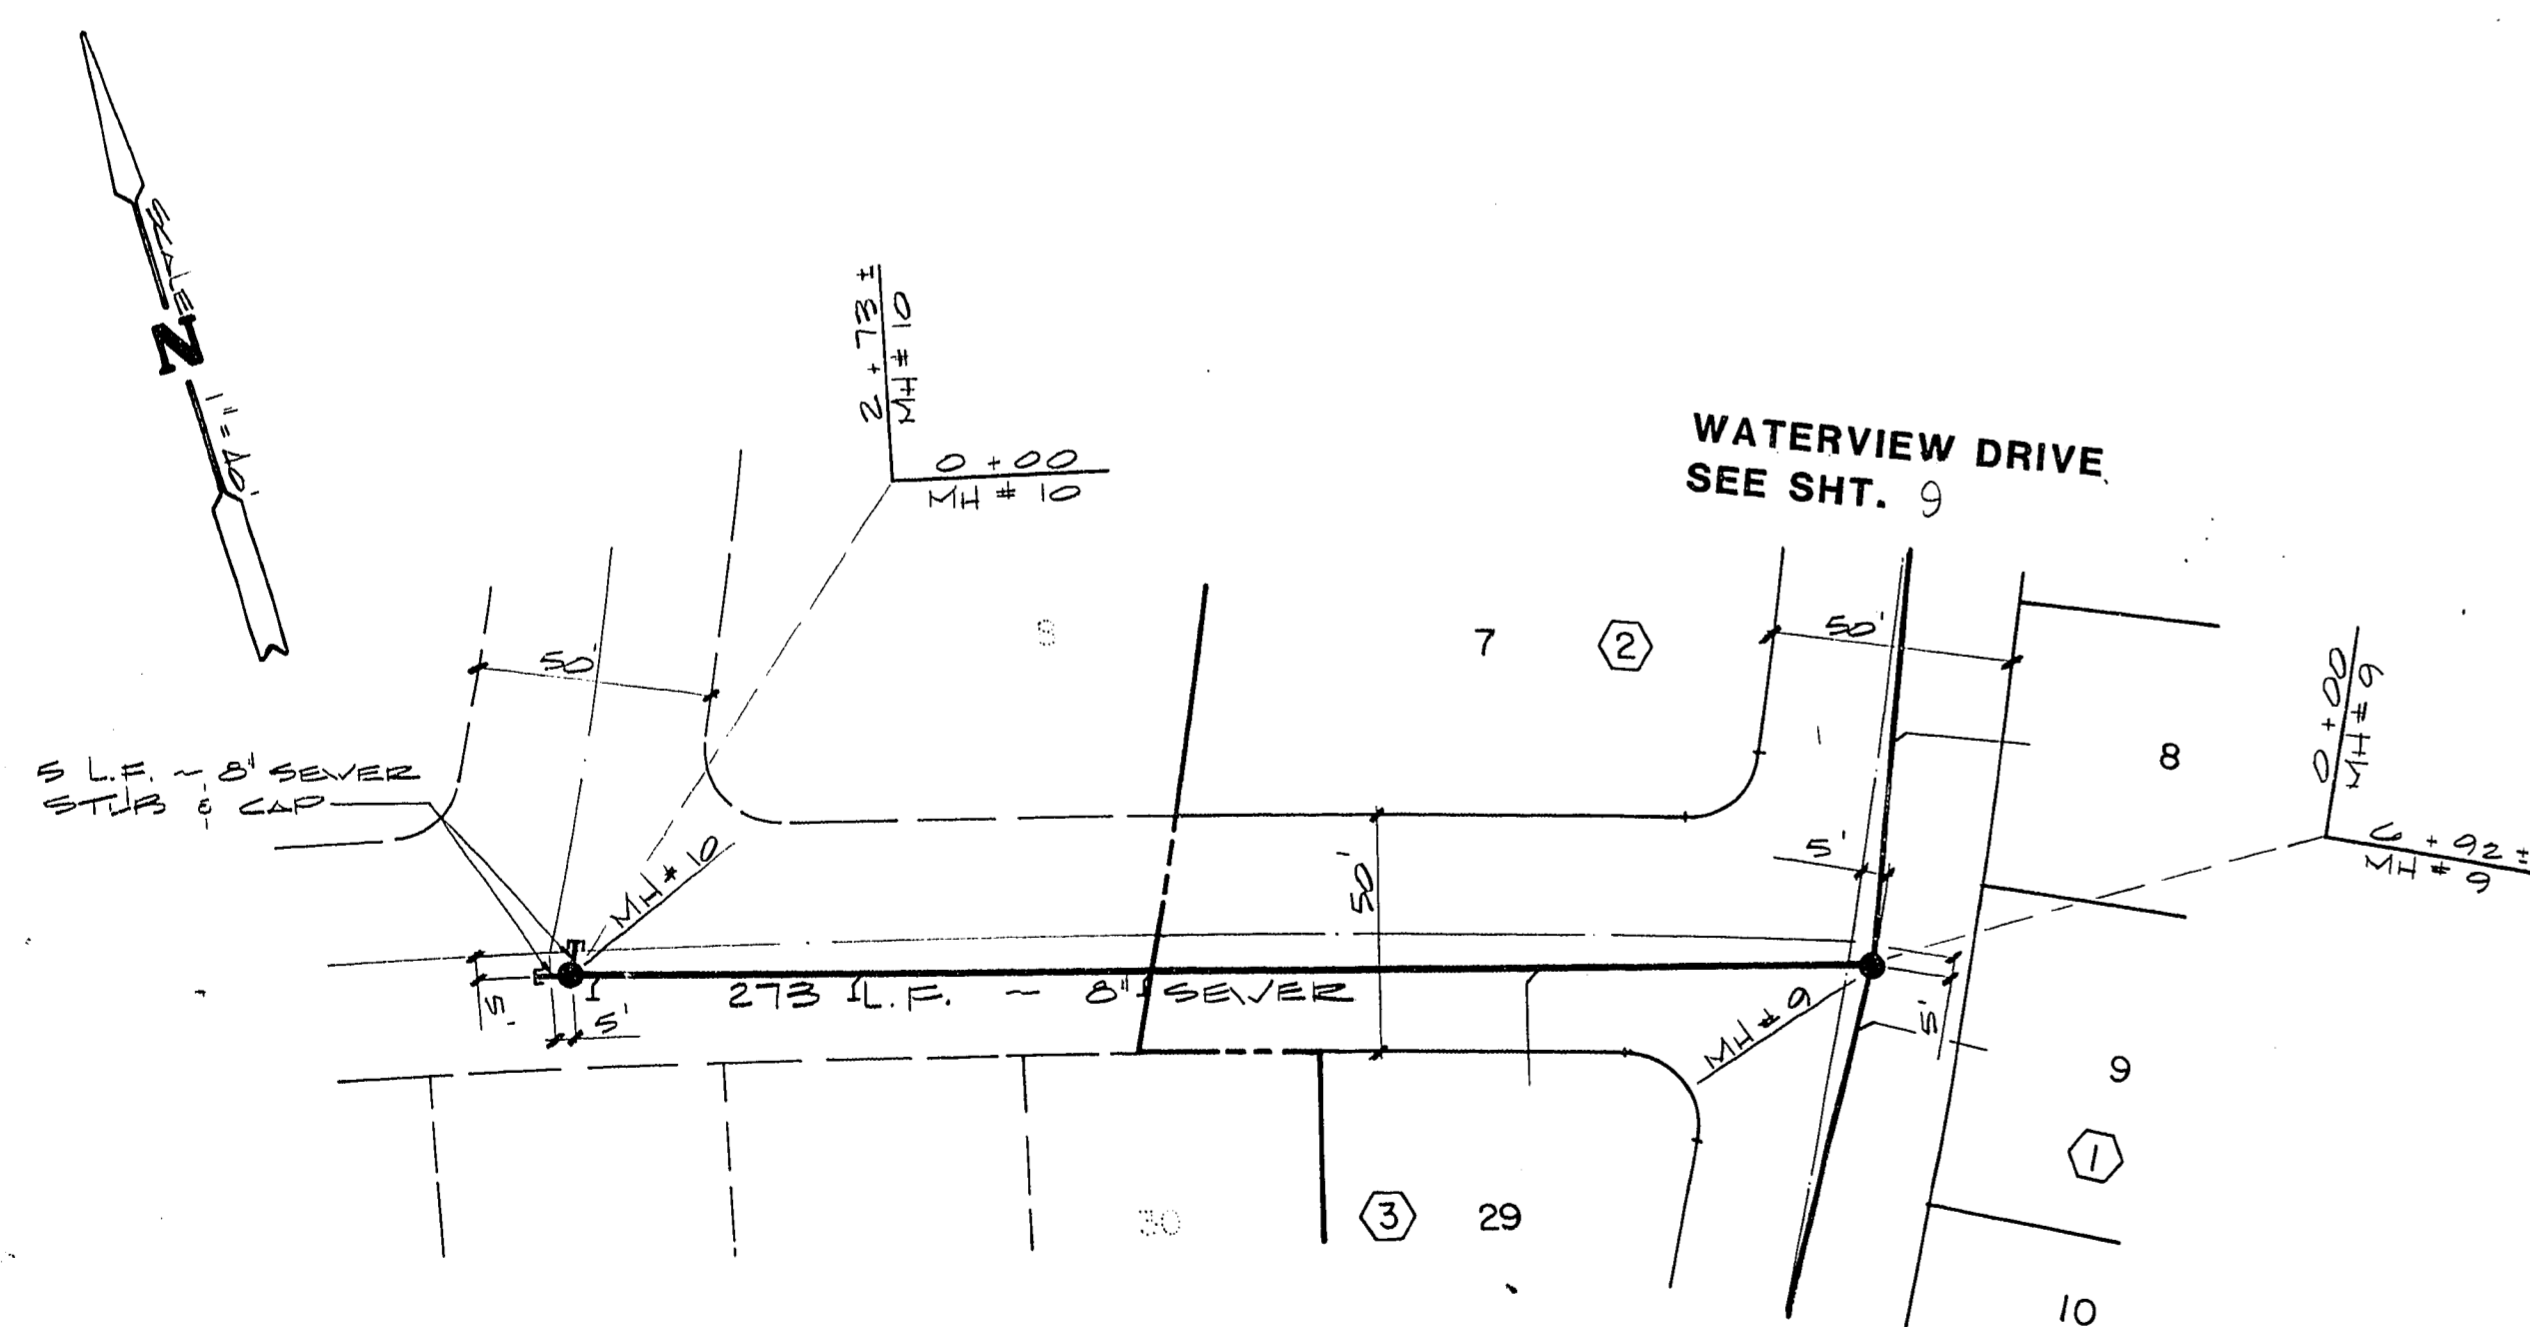 SCALE:
N
1" = 40'
2 + 73 ±
MH # 10
0 + 00
MH # 10
WATERVIEW DRIVE
SEE SHT. 9
50'
50'
7
2
8
0 + 00
MH # 9
6 + 92 ±
MH # 9
5 L.F. ~ 8" SEWER
STUB & CAP
MH # 10
50'
5'
273 L.F. ~ 8" SEWER
5'
5'
MH # 9
5'
9
1
30
3
29
10